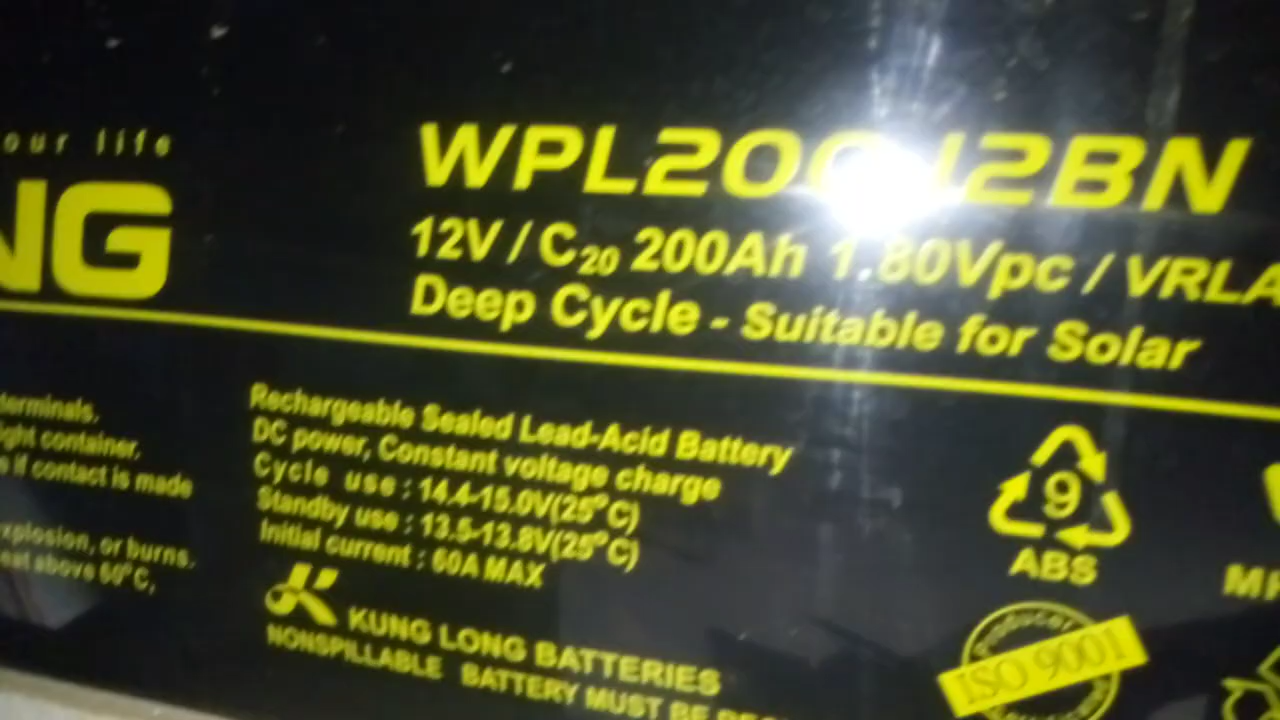 our life
NG
WPL200 12BN
12V / C20 200Ah 1.80Vpc / VRLA
Deep Cycle - Suitable for Solar
terminals.
ight container,
if contact is made
explosion, or burns.
eat above 60°C,
Rechargeable Sealed Lead-Acid Battery
DC power, Constant voltage charge
Cycle use : 14.4-15.0V(25°C)
Standby use : 13.5-13.8V(25°C)
Initial current : 60A MAX
KUNG LONG BATTERIES
NONSPILLABLE BATTERY MUST BE
9
ABS
Producer
ISO 9001